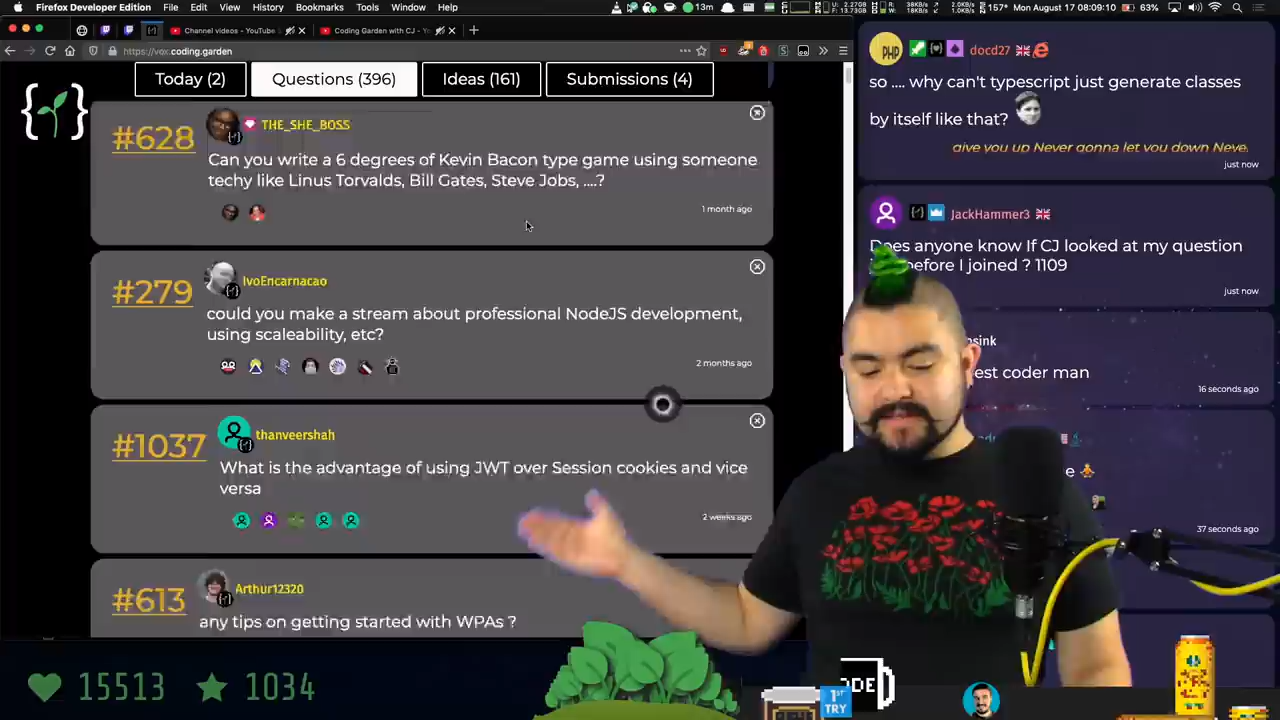 Firefox Developer Edition File Edit View History Bookmarks Tools Window Help
13m
157° Mon August 17 08:09:10 63%
Channel videos - YouTube
Coding Garden with CJ - Yo
https://vox.coding.garden
Today (2)
Questions (396)
Ideas (161)
Submissions (4)
#628
THE_SHE_BOSS
Can you write a 6 degrees of Kevin Bacon type game using someone
techy like Linus Torvalds, Bill Gates, Steve Jobs, ....?
1 month ago
#279
IvoEncarnacao
could you make a stream about professional NodeJS development,
using scaleability, etc?
2 months ago
#1037
thanveershah
What is the advantage of using JWT over Session cookies and vice
versa
2 weeks ago
#613
Arthur12320
any tips on getting started with WPAs ?
15513
1034
PHP
docd27
so .... why can't typescript just generate classes
by itself like that?
give you up Never gonna let you down Neve
just now
JackHammer3
Does anyone know If CJ looked at my question
before I joined ? 1109
just now
est coder man
16 seconds ago
37 seconds ago
1ST
TRY